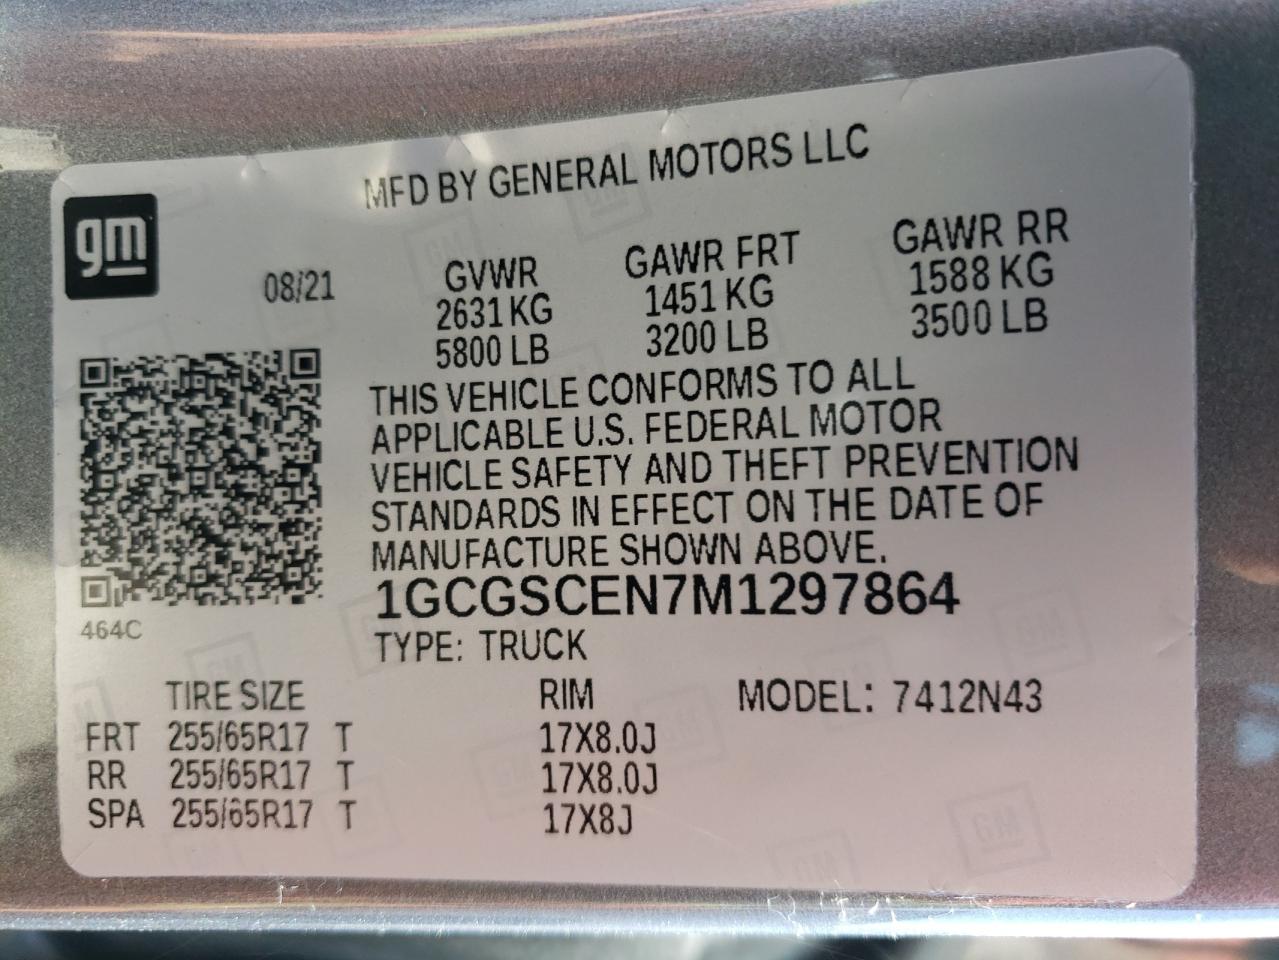 gm
MFD BY GENERAL MOTORS LLC
08/21
GVWR
2631 KG
5800 LB
GAWR FRT
1451 KG
3200 LB
GAWR RR
1588 KG
3500 LB
THIS VEHICLE CONFORMS TO ALL
APPLICABLE U.S. FEDERAL MOTOR
VEHICLE SAFETY AND THEFT PREVENTION
STANDARDS IN EFFECT ON THE DATE OF
MANUFACTURE SHOWN ABOVE.
1GCGSCEN7M1297864
464C
TYPE: TRUCK
TIRE SIZE RIM MODEL: 7412N43
FRT 255/65R17 T 17X8.0J
RR 255/65R17 T 17X8.0J
SPA 255/65R17 T 17X8J